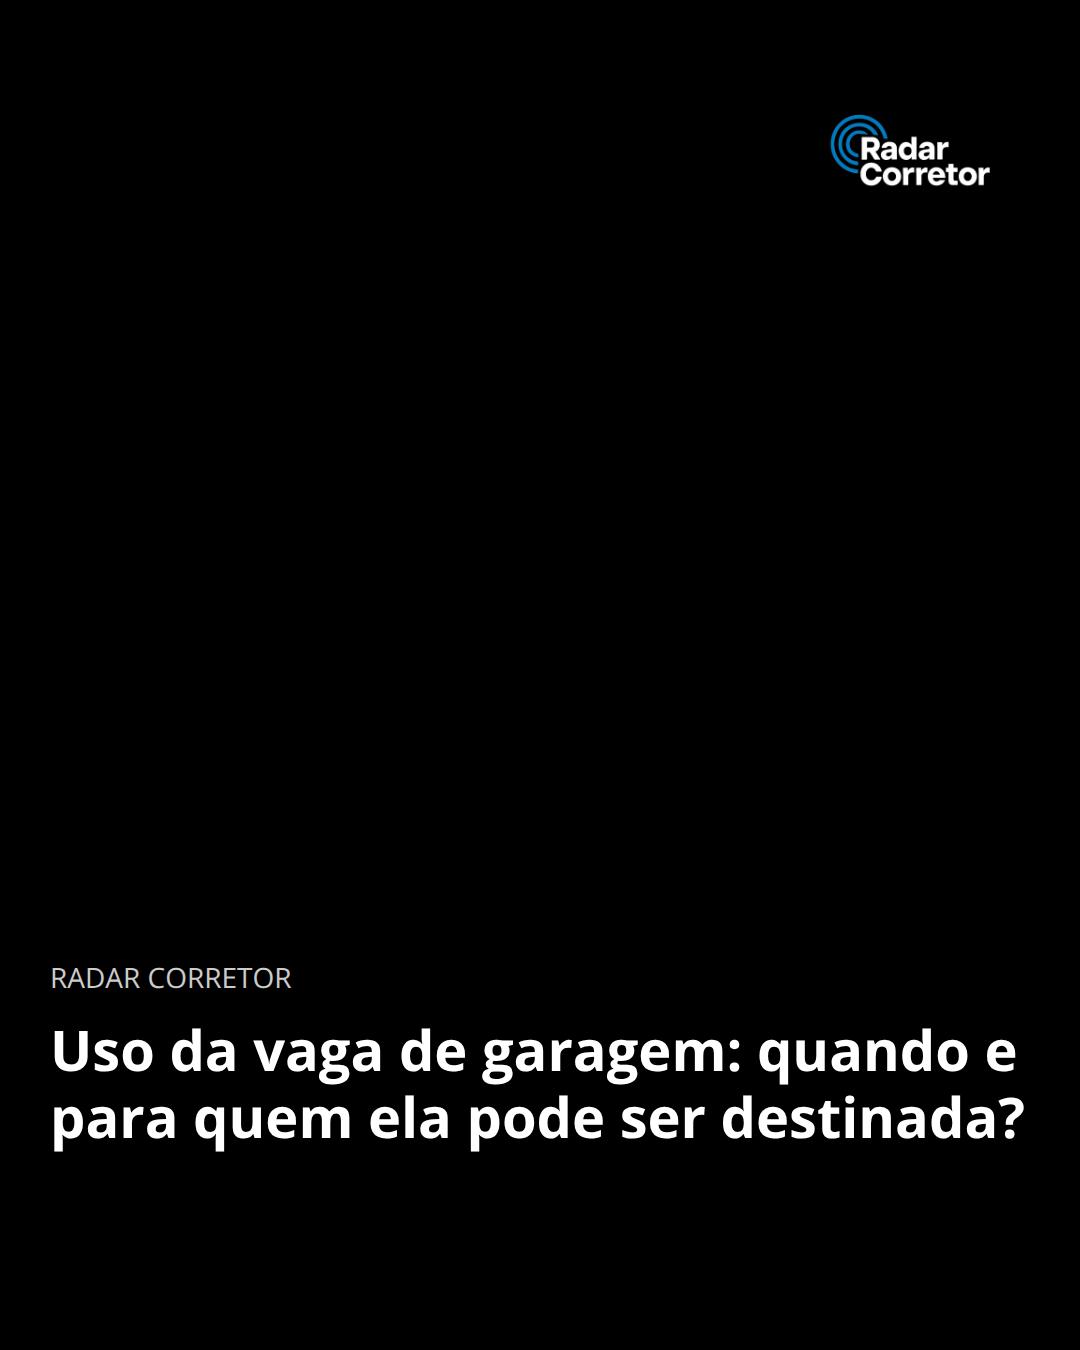 Radar
Corretor
RADAR CORRETOR
Uso da vaga de garagem: quando e
para quem ela pode ser destinada?